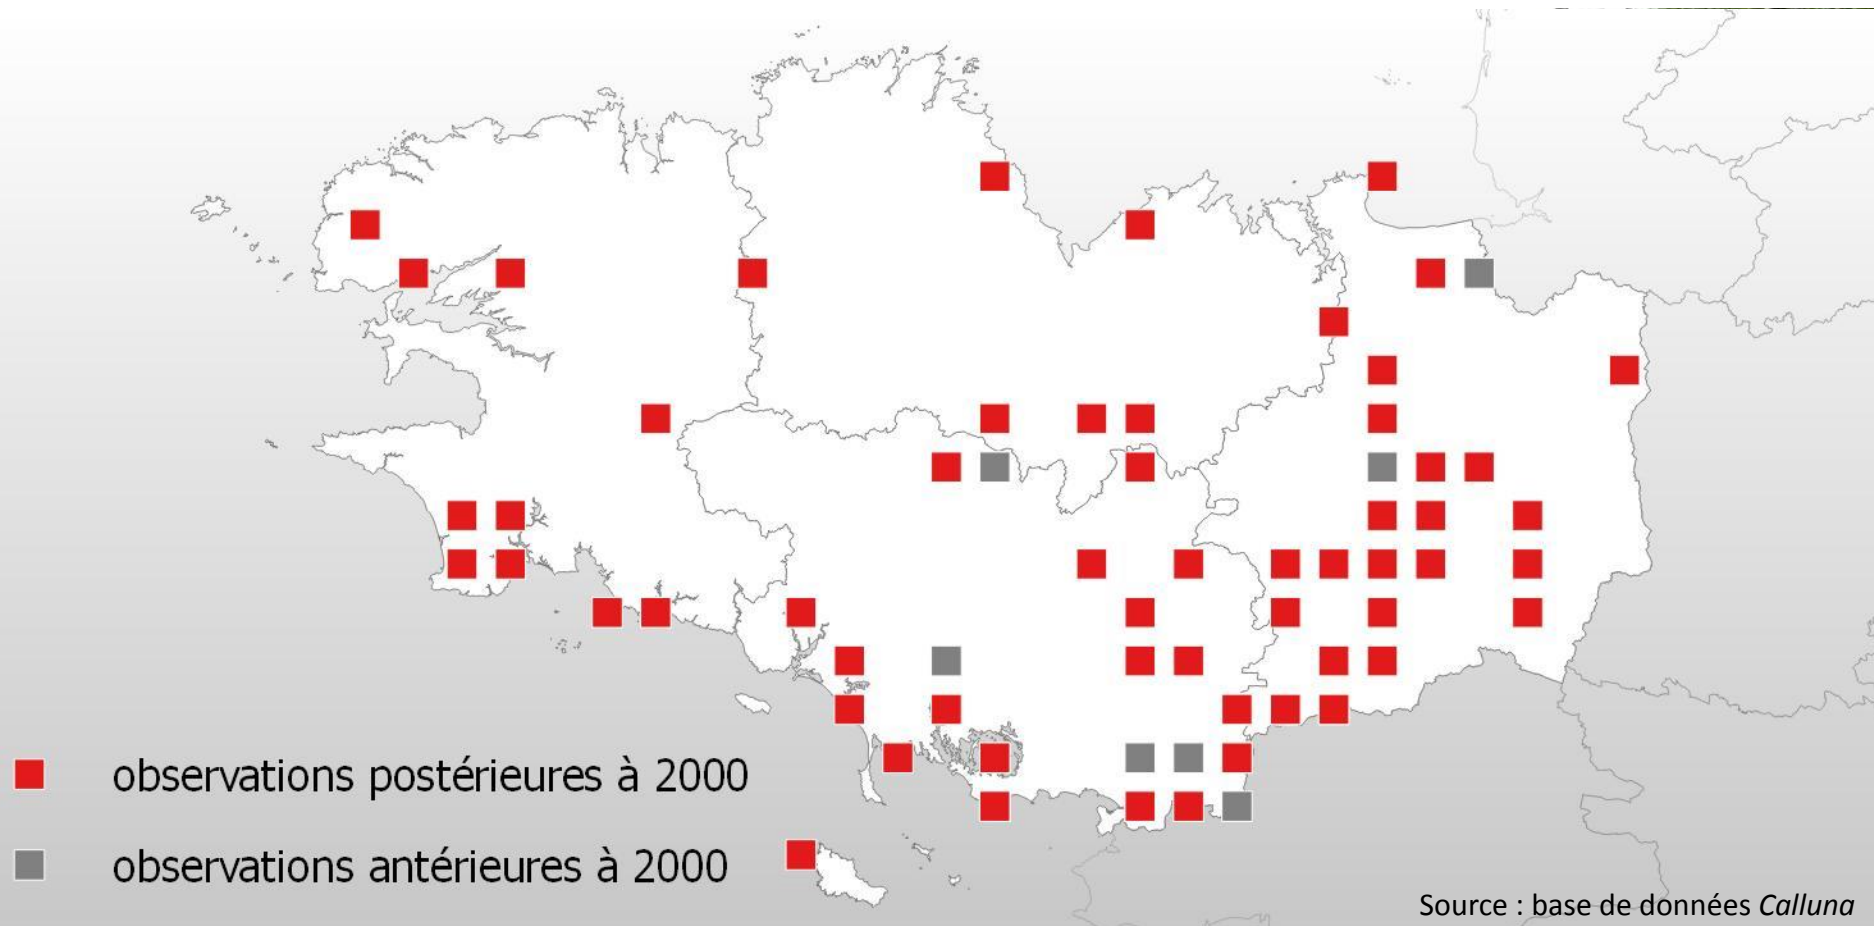 observations postérieures à 2000
observations antérieures à 2000
Source : base de données Calluna